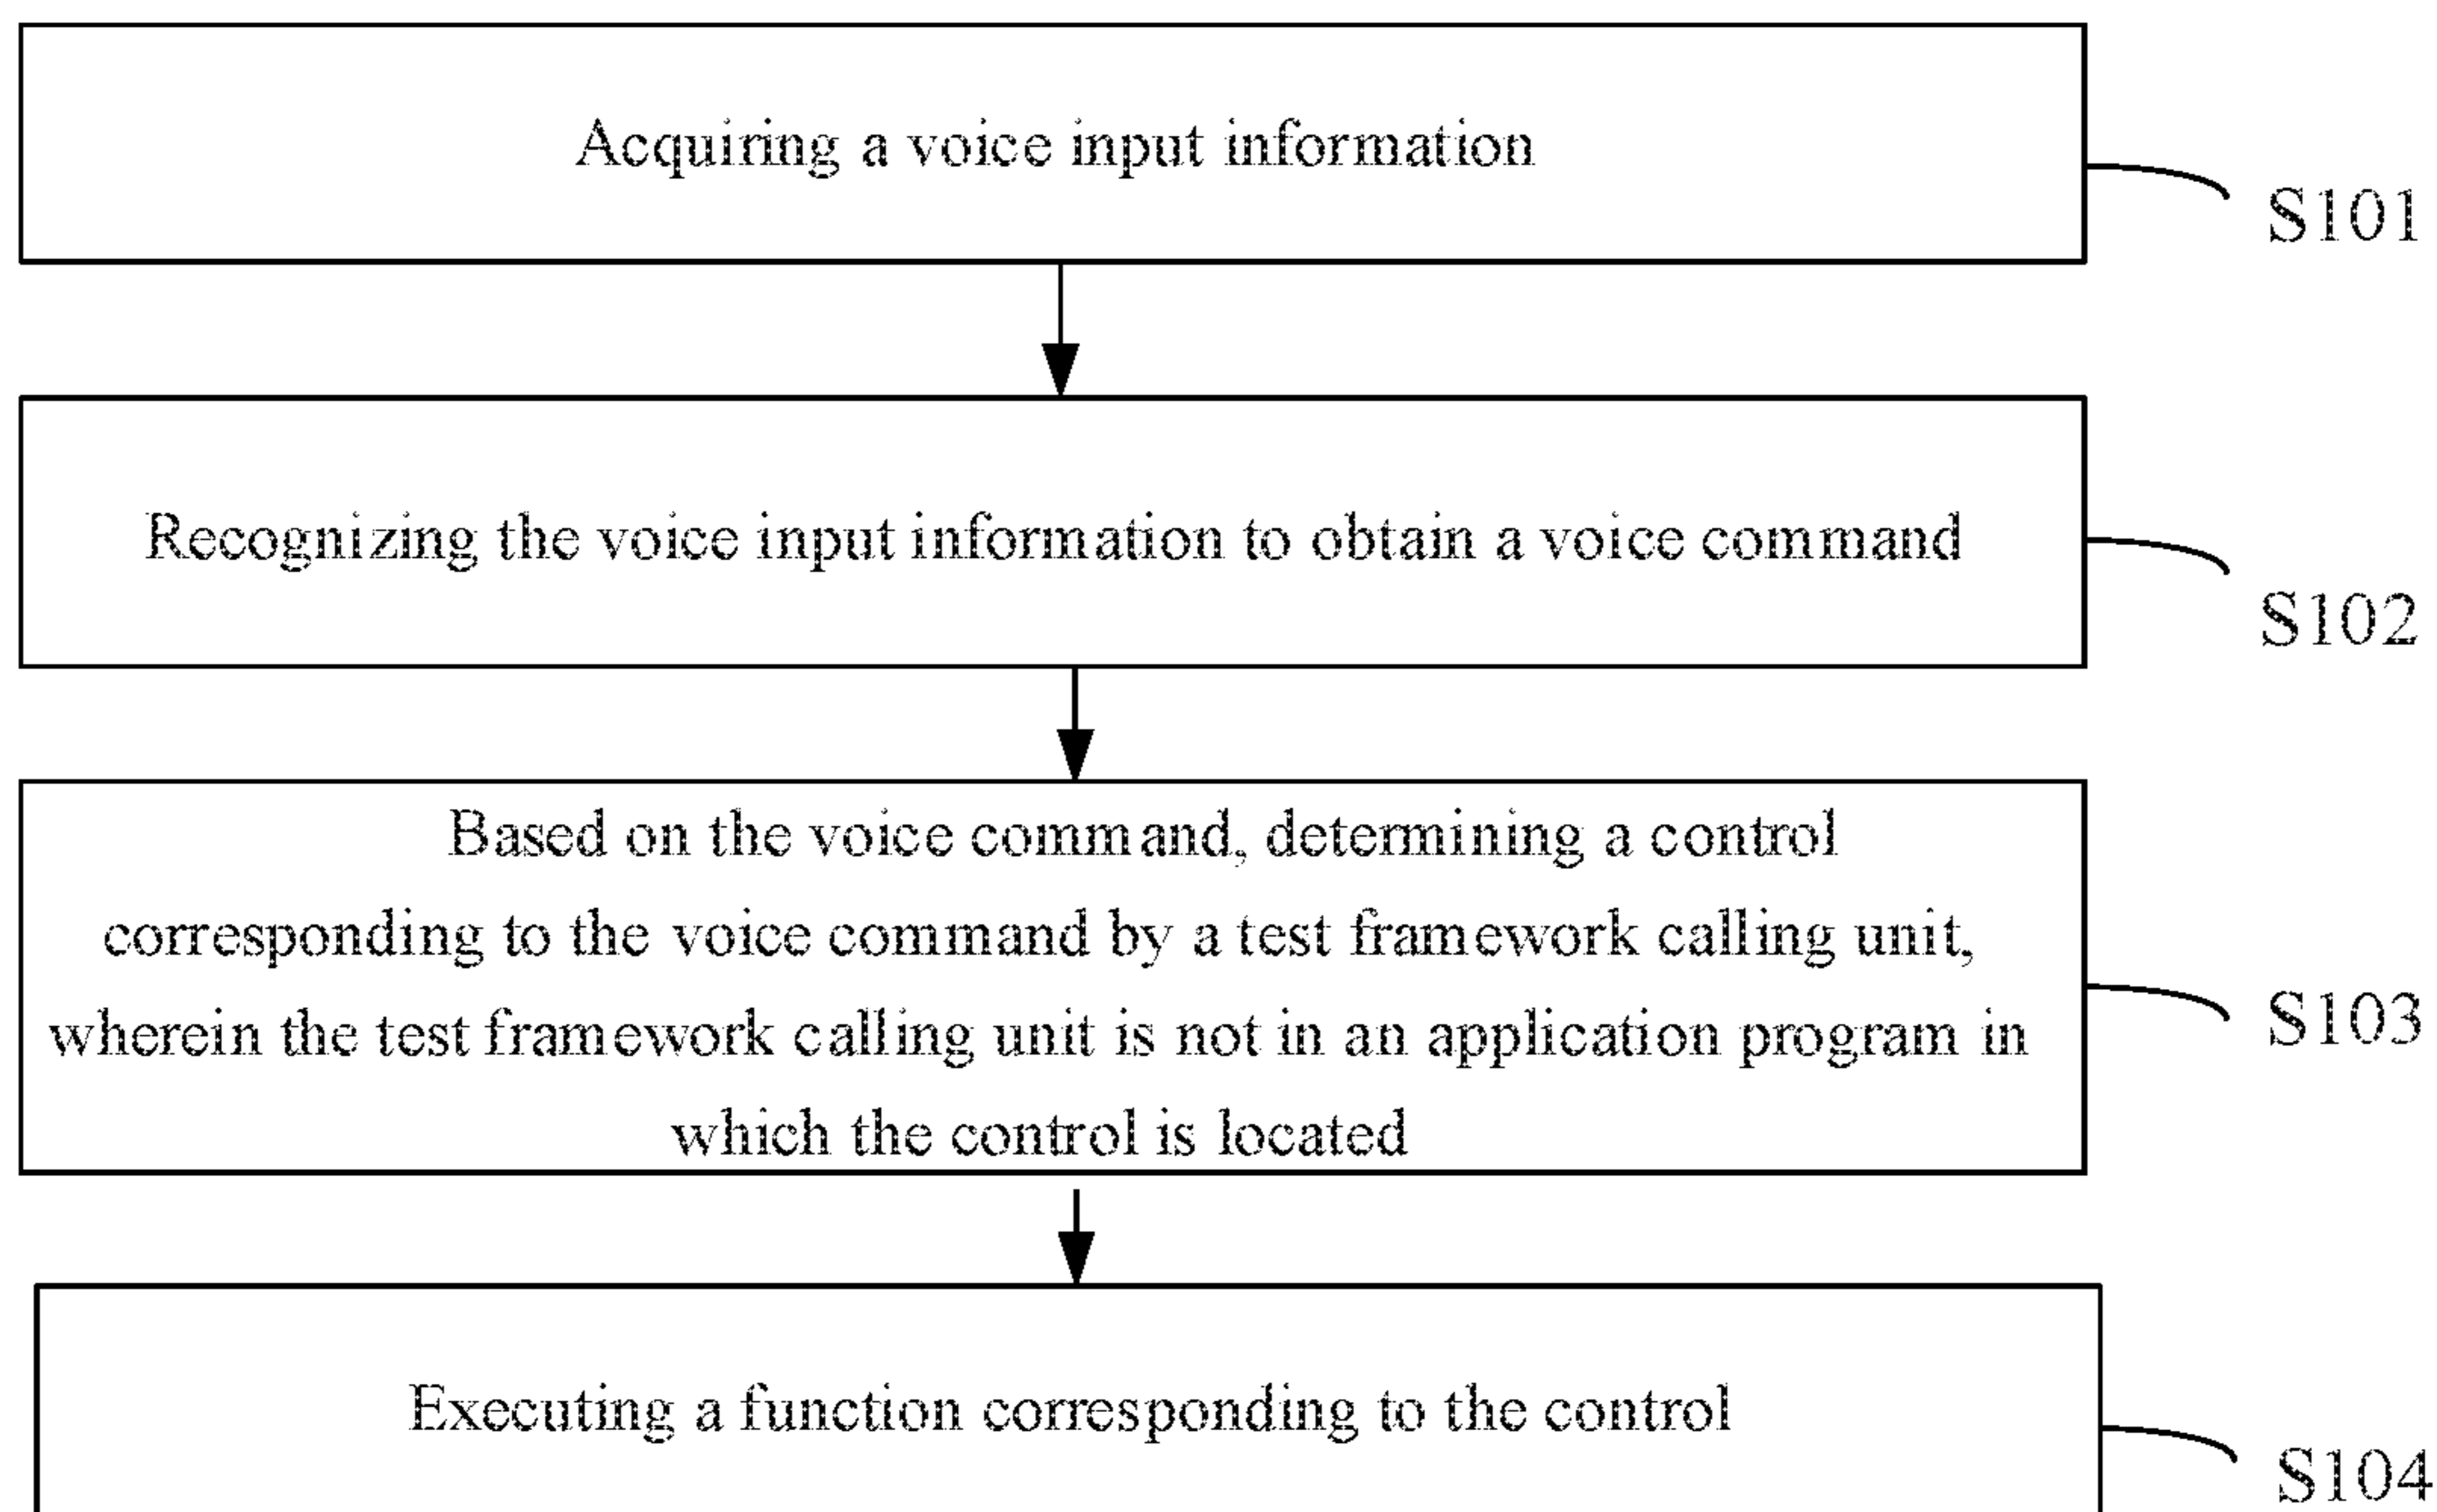 Acquiring a voice input information
S101
Recognizing the voice input information to obtain a voice command
S102
Based on the voice command, determining a control
corresponding to the voice command by a test framework calling unit,
wherein the test framework calling unit is not in an application program in
which the control is located
S103
Executing a function corresponding to the control
S104